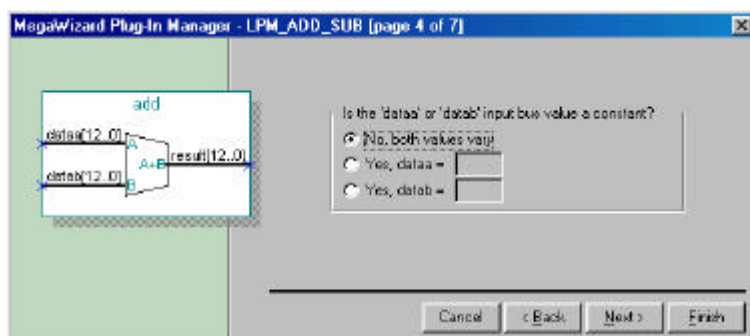 MegaWizard Plug-In Manager - LPM_ADD_SUB [page 4 of 7]
add
dataa[12..0]
A
A+B
result[12..0]
datab[12..0]
B
Is the 'dataa' or 'datab' input bus value a constant?
No, both values vary
Yes, dataa =
Yes, datab =
Cancel
< Back
Next >
Finish